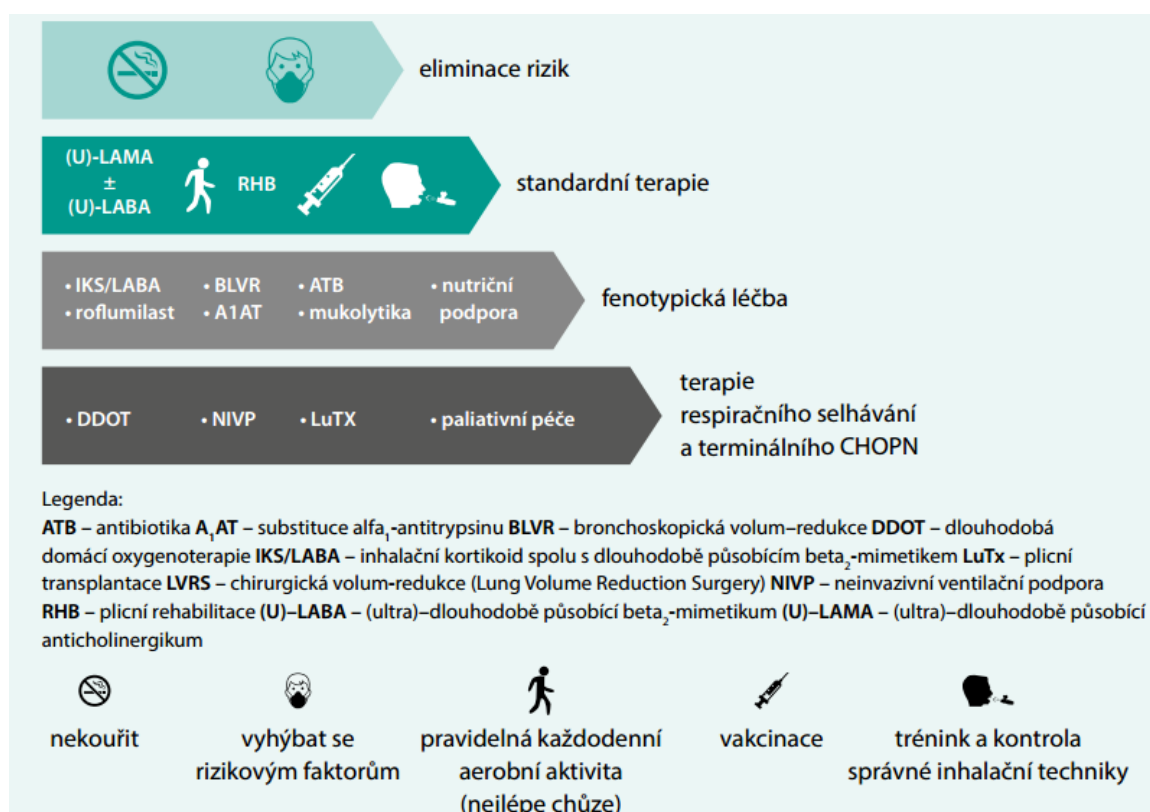 eliminace rizik
(U)-LAMA
±
(U)-LABA
RHB
standardní terapie
• IKS/LABA • BLVR • ATB • nutriční
• roflumilast • A1AT • mukolytika podpora
fenotypická léčba
• DDOT • NIVP • LuTX • paliativní péče
terapie
respiračního selhávání
a terminálního CHOPN
Legenda:
ATB – antibiotika A₁AT – substituce alfa₁-antitrypsinu BLVR – bronchoskopická volum–redukce DDOT – dlouhodobá
domácí oxygenoterapie IKS/LABA – inhalační kortikoid spolu s dlouhodobě působícím beta₂-mimetikem LuTx – plicní
transplantace LVRS – chirurgická volum-redukce (Lung Volume Reduction Surgery) NIVP – neinvazivní ventilační podpora
RHB – plicní rehabilitace (U)–LABA – (ultra)–dlouhodobě působící beta₂-mimetikum (U)–LAMA – (ultra)–dlouhodobě působící
anticholinergikum
nekouřit
vyhýbat se
rizikovým faktorům
pravidelná každodenní
aerobní aktivita
(nejlépe chůze)
vakcinace
trénink a kontrola
správné inhalační techniky